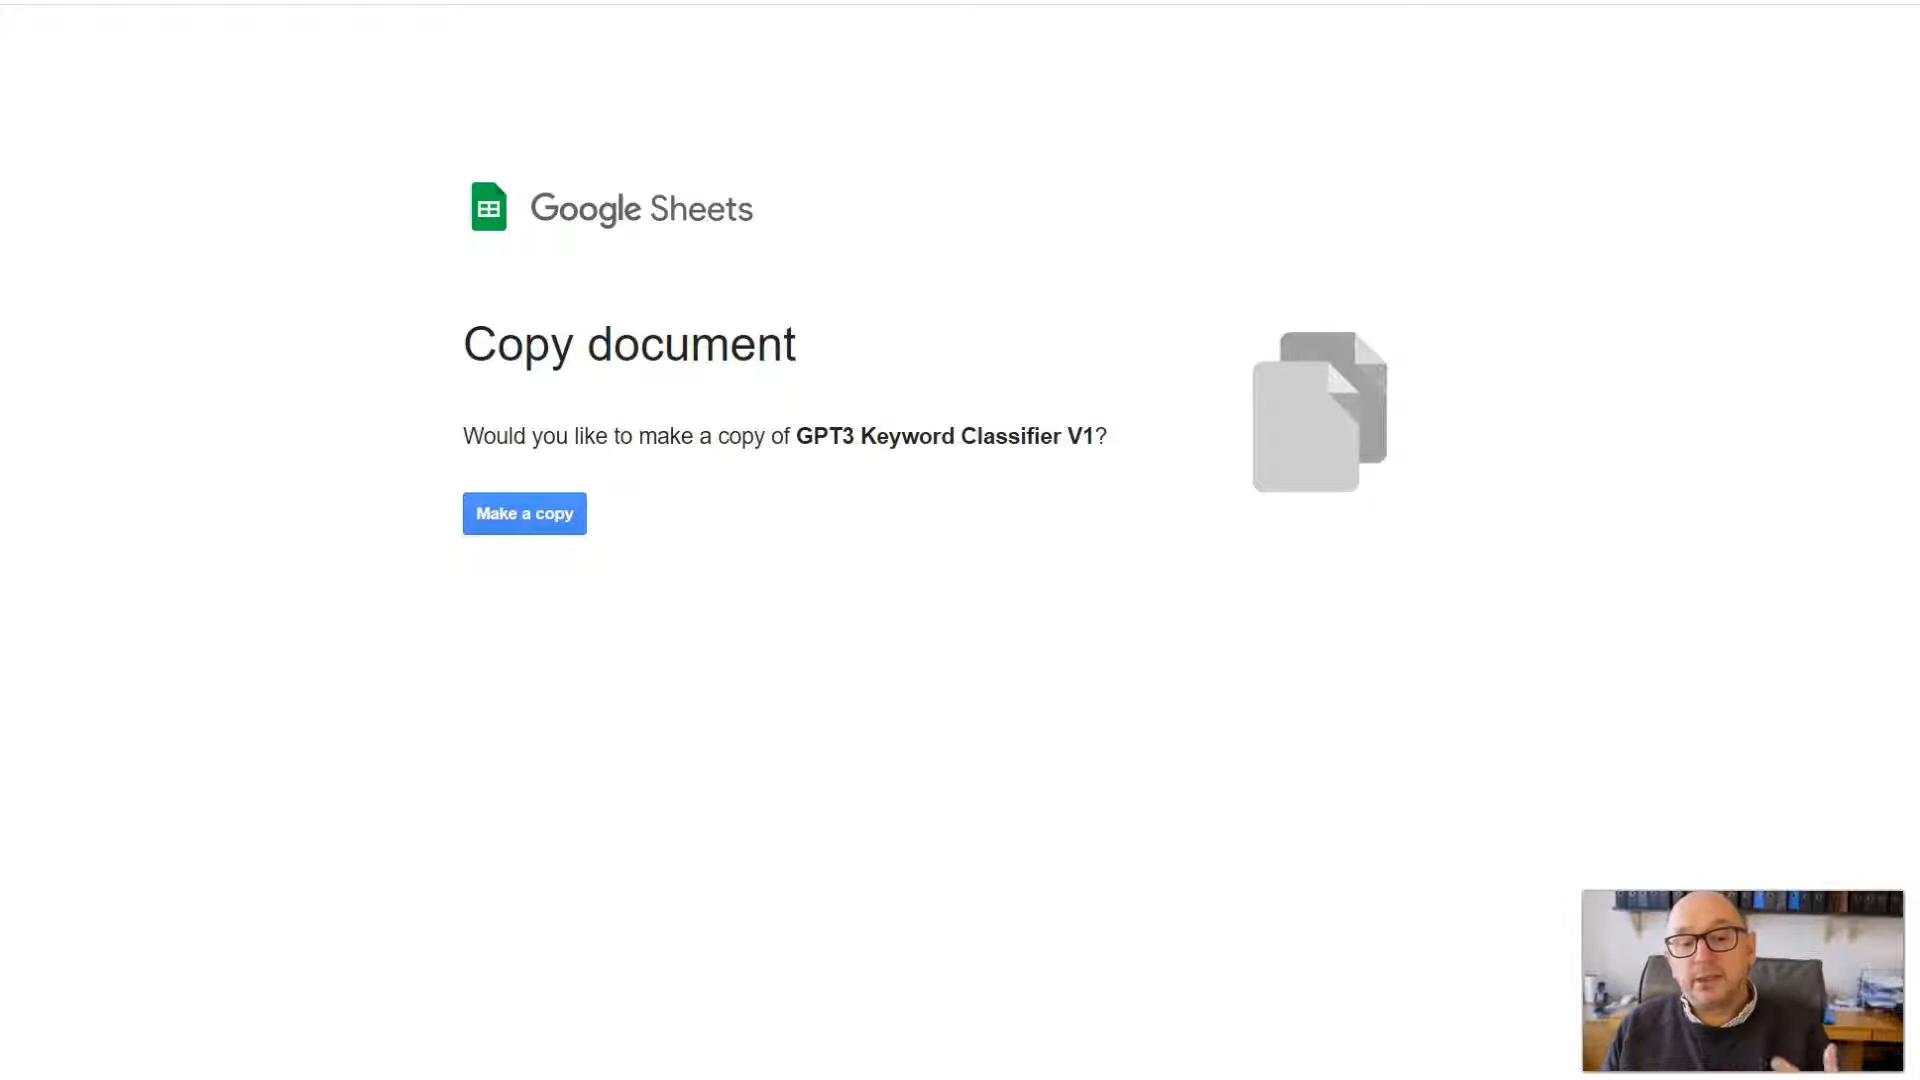 Google Sheets
Copy document
Would you like to make a copy of GPT3 Keyword Classifier V1?
Make a copy